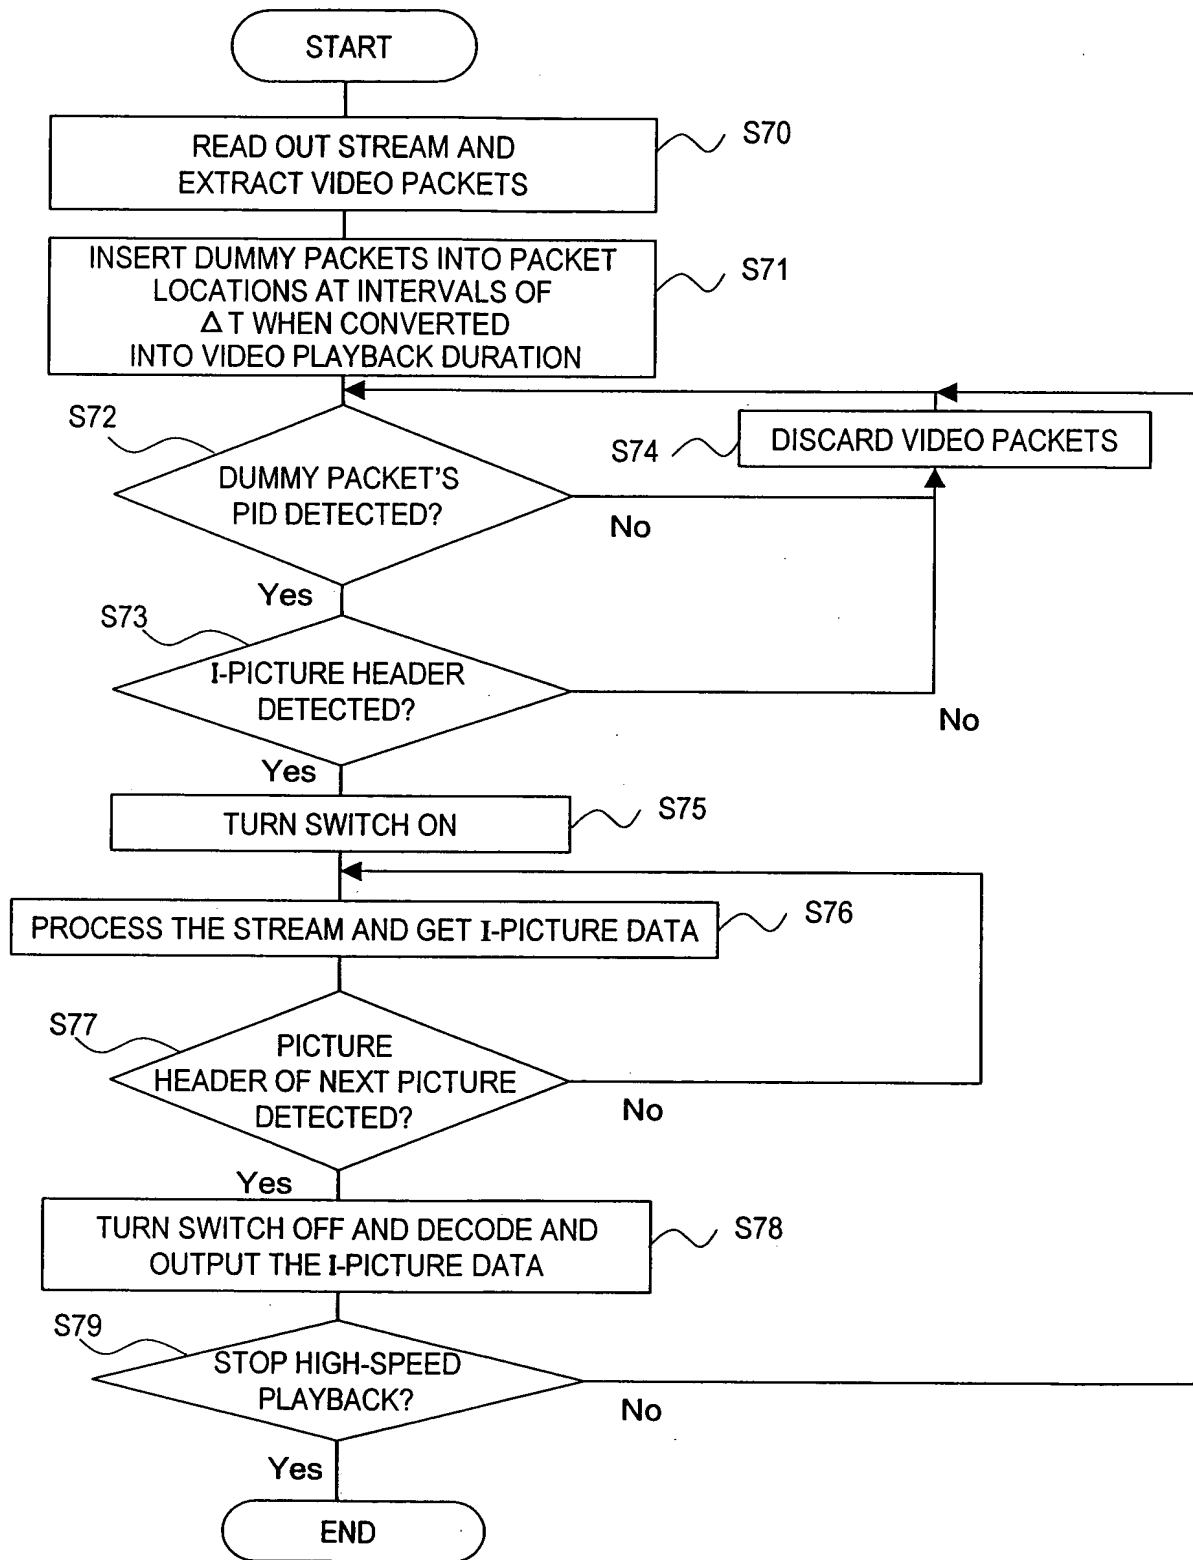 START
READ OUT STREAM AND
EXTRACT VIDEO PACKETS
S70
INSERT DUMMY PACKETS INTO PACKET
LOCATIONS AT INTERVALS OF
Δ T WHEN CONVERTED
INTO VIDEO PLAYBACK DURATION
S71
S72
DUMMY PACKET'S
PID DETECTED?
No
Yes
S74
DISCARD VIDEO PACKETS
S73
I-PICTURE HEADER
DETECTED?
No
Yes
TURN SWITCH ON
S75
PROCESS THE STREAM AND GET I-PICTURE DATA
S76
S77
PICTURE
HEADER OF NEXT PICTURE
DETECTED?
No
Yes
TURN SWITCH OFF AND DECODE AND
OUTPUT THE I-PICTURE DATA
S78
S79
STOP HIGH-SPEED
PLAYBACK?
No
Yes
END